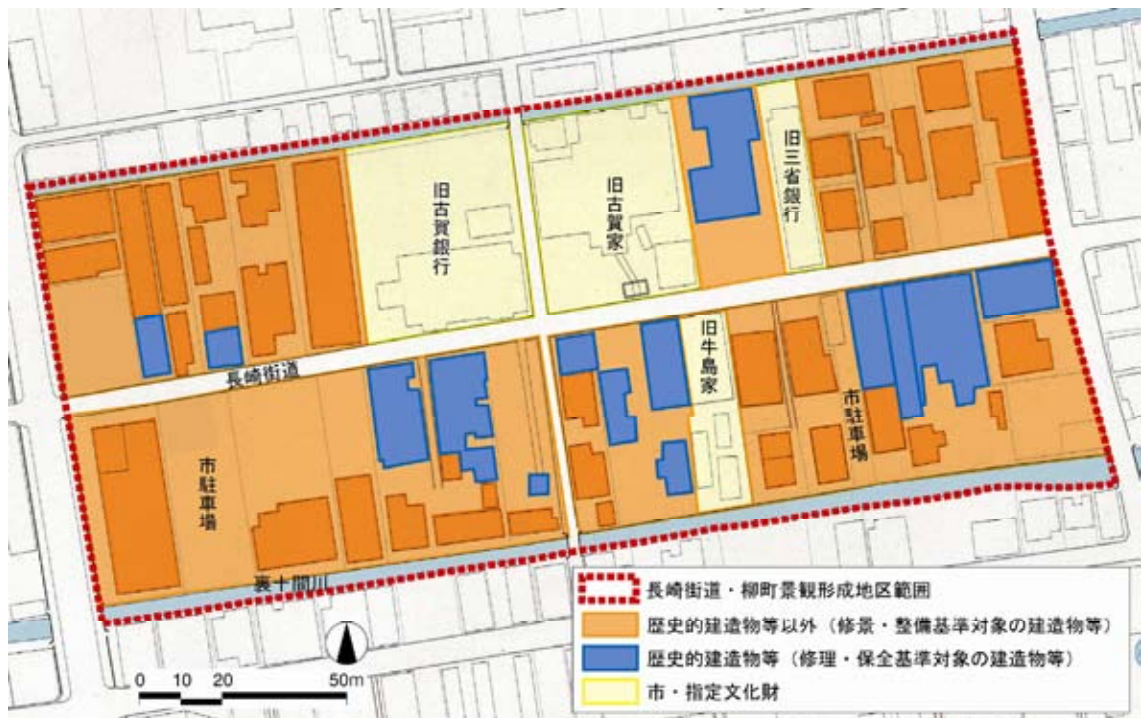 旧古賀銀行
旧古賀家
旧三省銀行
長崎街道
旧牛島家
市駐車場
市駐車場
裏十間川
0 10 20 50m
長崎街道・柳町景観形成地区範囲
歴史的建造物等以外（修景・整備基準対象の建造物等）
歴史的建造物等（修理・保全基準対象の建造物等）
市・指定文化財